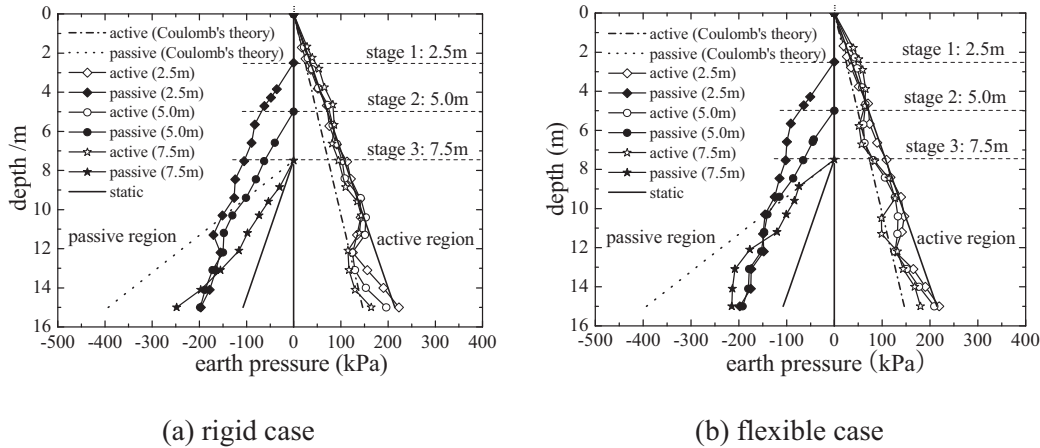 0
2
4
6
8
10
12
14
16
depth /m
active (Coulomb's theory)
passive (Coulomb's theory)
active (2.5m)
passive (2.5m)
active (5.0m)
passive (5.0m)
active (7.5m)
passive (7.5m)
static
stage 1: 2.5m
stage 2: 5.0m
stage 3: 7.5m
passive region
active region
-500 -400 -300 -200 -100 0 100 200 300 400
earth pressure (kPa)
(a) rigid case
0
2
4
6
8
10
12
14
16
depth (m)
active (Coulomb's theory)
passive (Coulomb's theory)
active (2.5m)
passive (2.5m)
active (5.0m)
passive (5.0m)
active (7.5m)
passive (7.5m)
static
stage 1: 2.5m
stage 2: 5.0m
stage 3: 7.5m
passive region
active region
-500 -400 -300 -200 -100 0 100 200 300 400
earth pressure（kPa）
(b) flexible case